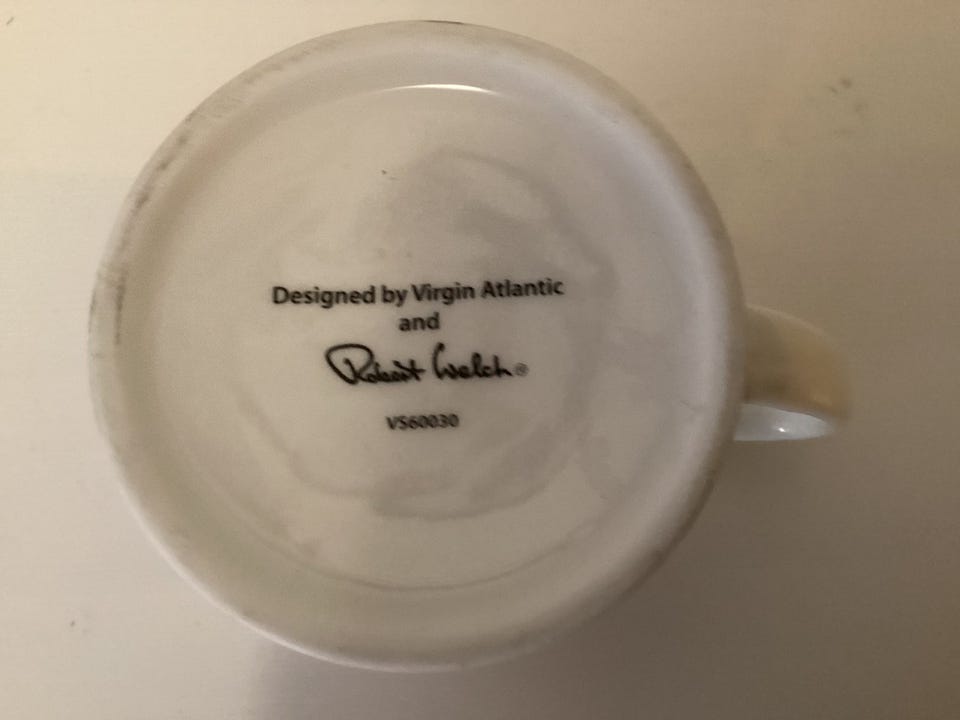 Designed by Virgin Atlantic
and
Robert Welch®
VS60030